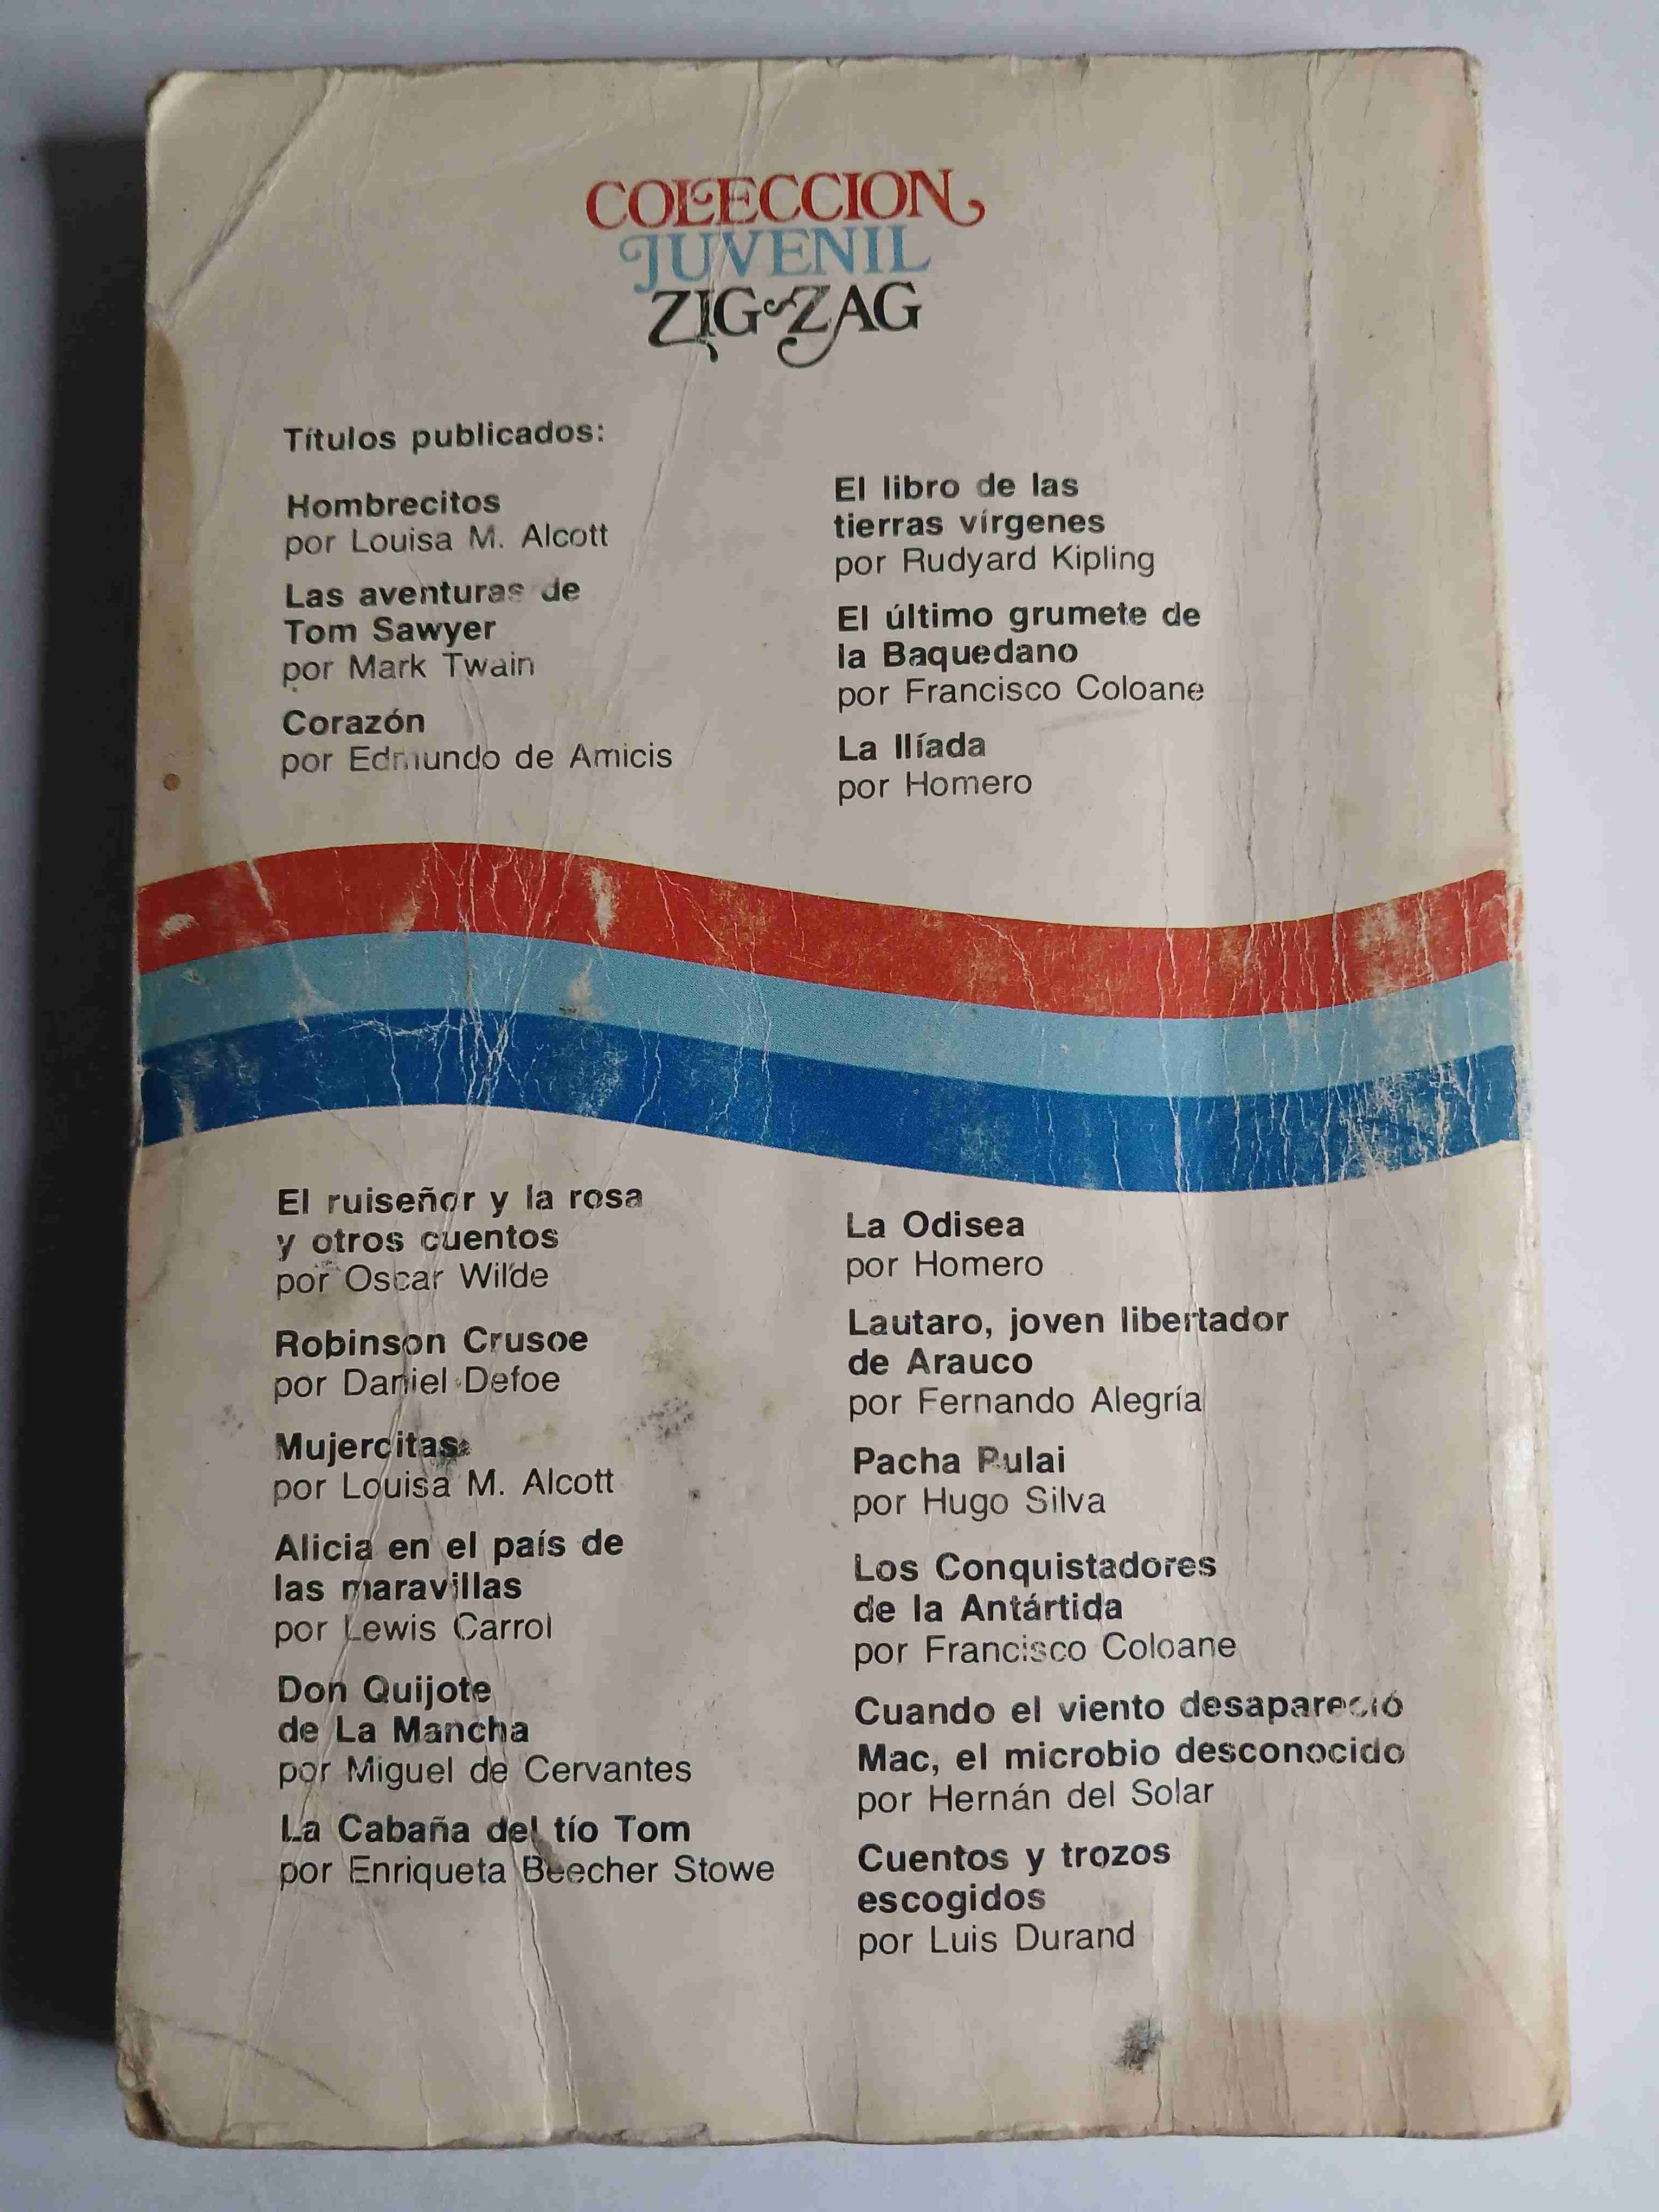 COLECCION
JUVENIL
ZIG-ZAG
Títulos publicados:
Hombrecitos
por Louisa M. Alcott
Las aventuras de
Tom Sawyer
por Mark Twain
Corazón
por Edmundo de Amicis
El libro de las
tierras vírgenes
por Rudyard Kipling
El último grumete de
la Baquedano
por Francisco Coloane
La Ilíada
por Homero
El ruiseñor y la rosa
y otros cuentos
por Oscar Wilde
Robinson Crusoe
por Daniel Defoe
Mujercitas
por Louisa M. Alcott
Alicia en el país de
las maravillas
por Lewis Carrol
Don Quijote
de La Mancha
por Miguel de Cervantes
La Cabaña del tío Tom
por Enriqueta Beecher Stowe
La Odisea
por Homero
Lautaro, joven libertador
de Arauco
por Fernando Alegría
Pacha Pulai
por Hugo Silva
Los Conquistadores
de la Antártida
por Francisco Coloane
Cuando el viento desapareció
Mac, el microbio desconocido
por Hernán del Solar
Cuentos y trozos
escogidos
por Luis Durand